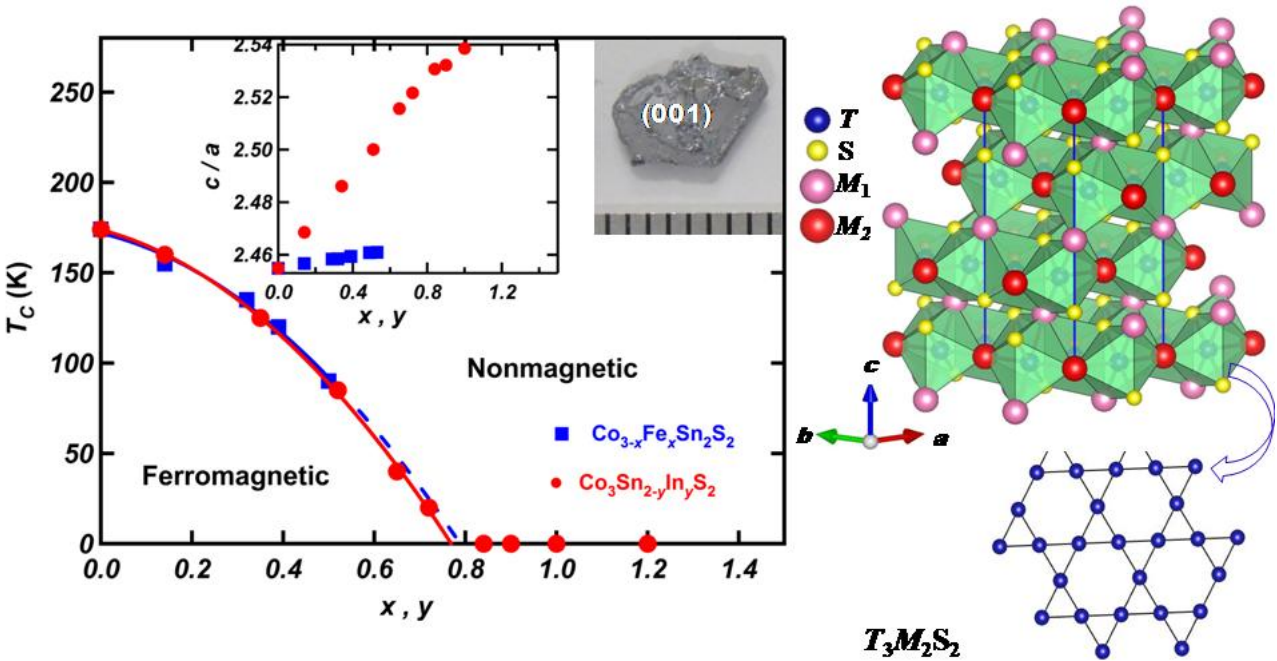 T_C (K)
250
200
150
100
50
0
0.0 0.2 0.4 0.6 0.8 1.0 1.2 1.4
x , y
Ferromagnetic
Nonmagnetic
Co₃₋ₓFeₓSn₂S₂
Co₃Sn₂₋yInyS₂
c / a
2.54
2.52
2.50
2.48
2.46
0.0 0.4 0.8 1.2
x , y
(001)
T
S
M₁
M₂
c
b
a
T₃M₂S₂